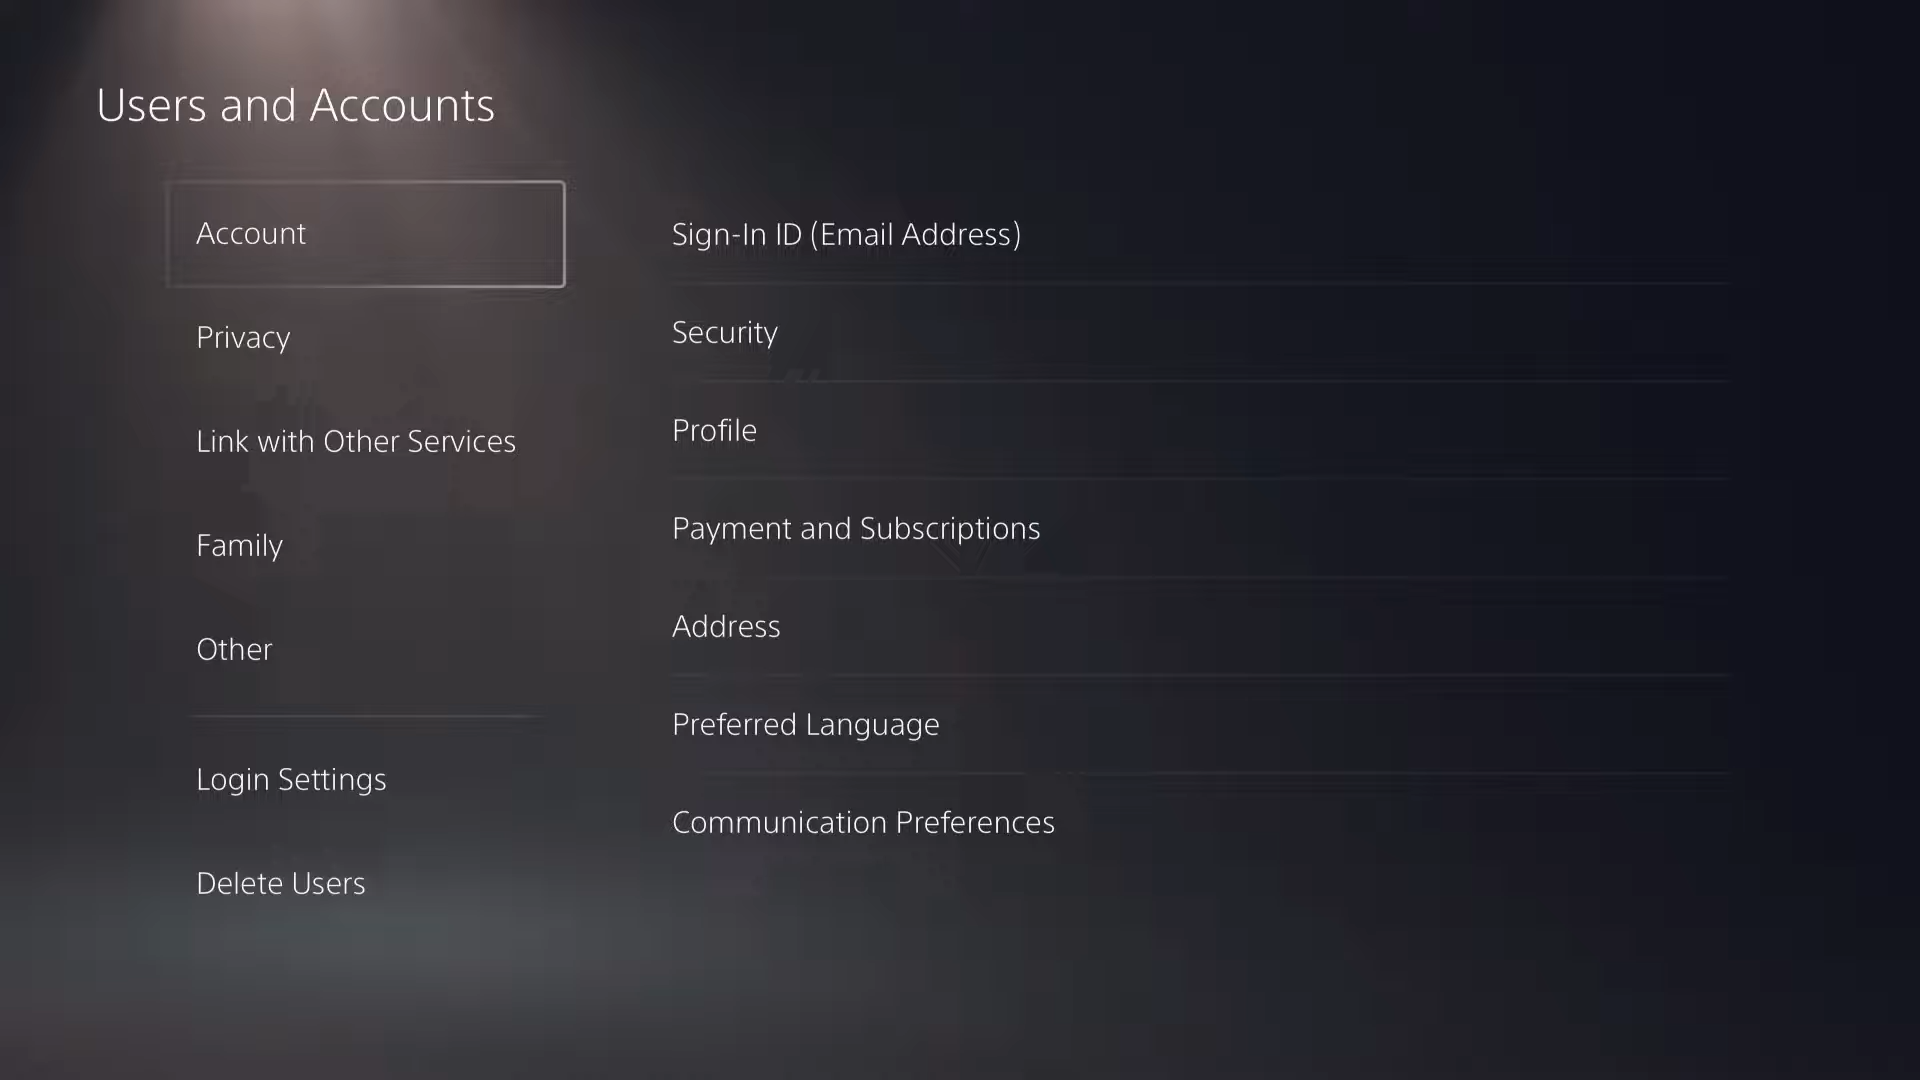 Users and Accounts
Account
Privacy
Link with Other Services
Family
Other
Login Settings
Delete Users
Sign-In ID (Email Address)
Security
Profile
Payment and Subscriptions
Address
Preferred Language
Communication Preferences